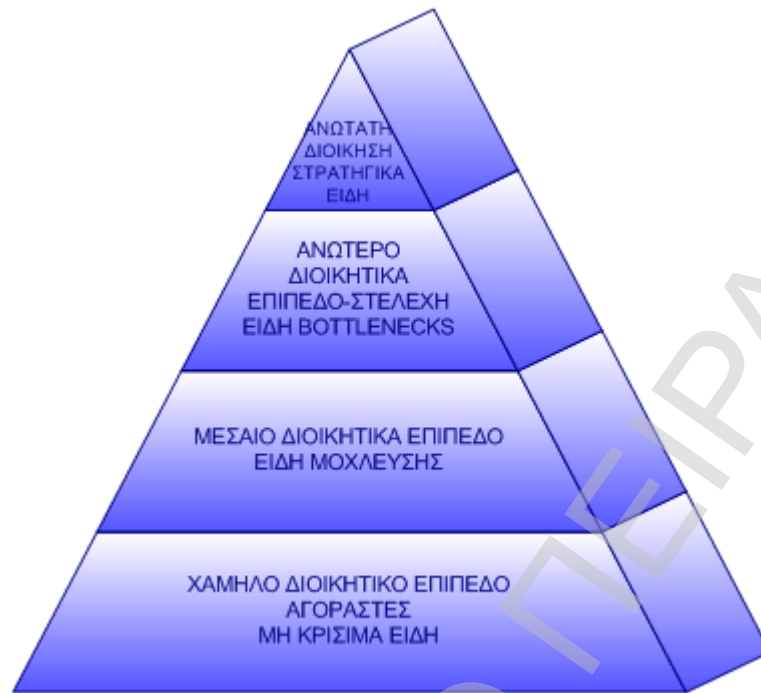 ΑΝΩΤΑΤΗ
ΔΙΟΙΚΗΣΗ
ΣΤΡΑΤΗΓΙΚΑ
ΕΙΔΗ
ΑΝΩΤΕΡΟ
ΔΙΟΙΚΗΤΙΚΑ
ΕΠΙΠΕΔΟ-ΣΤΕΛΕΧΗ
ΕΙΔΗ BOTTLENECKS
ΜΕΣΑΙΟ ΔΙΟΙΚΗΤΙΚΑ ΕΠΙΠΕΔΟ
ΕΙΔΗ ΜΟΧΛΕΥΣΗΣ
ΧΑΜΗΛΟ ΔΙΟΙΚΗΤΙΚΟ ΕΠΙΠΕΔΟ
ΑΓΟΡΑΣΤΕΣ
ΜΗ ΚΡΙΣΙΜΑ ΕΙΔΗ